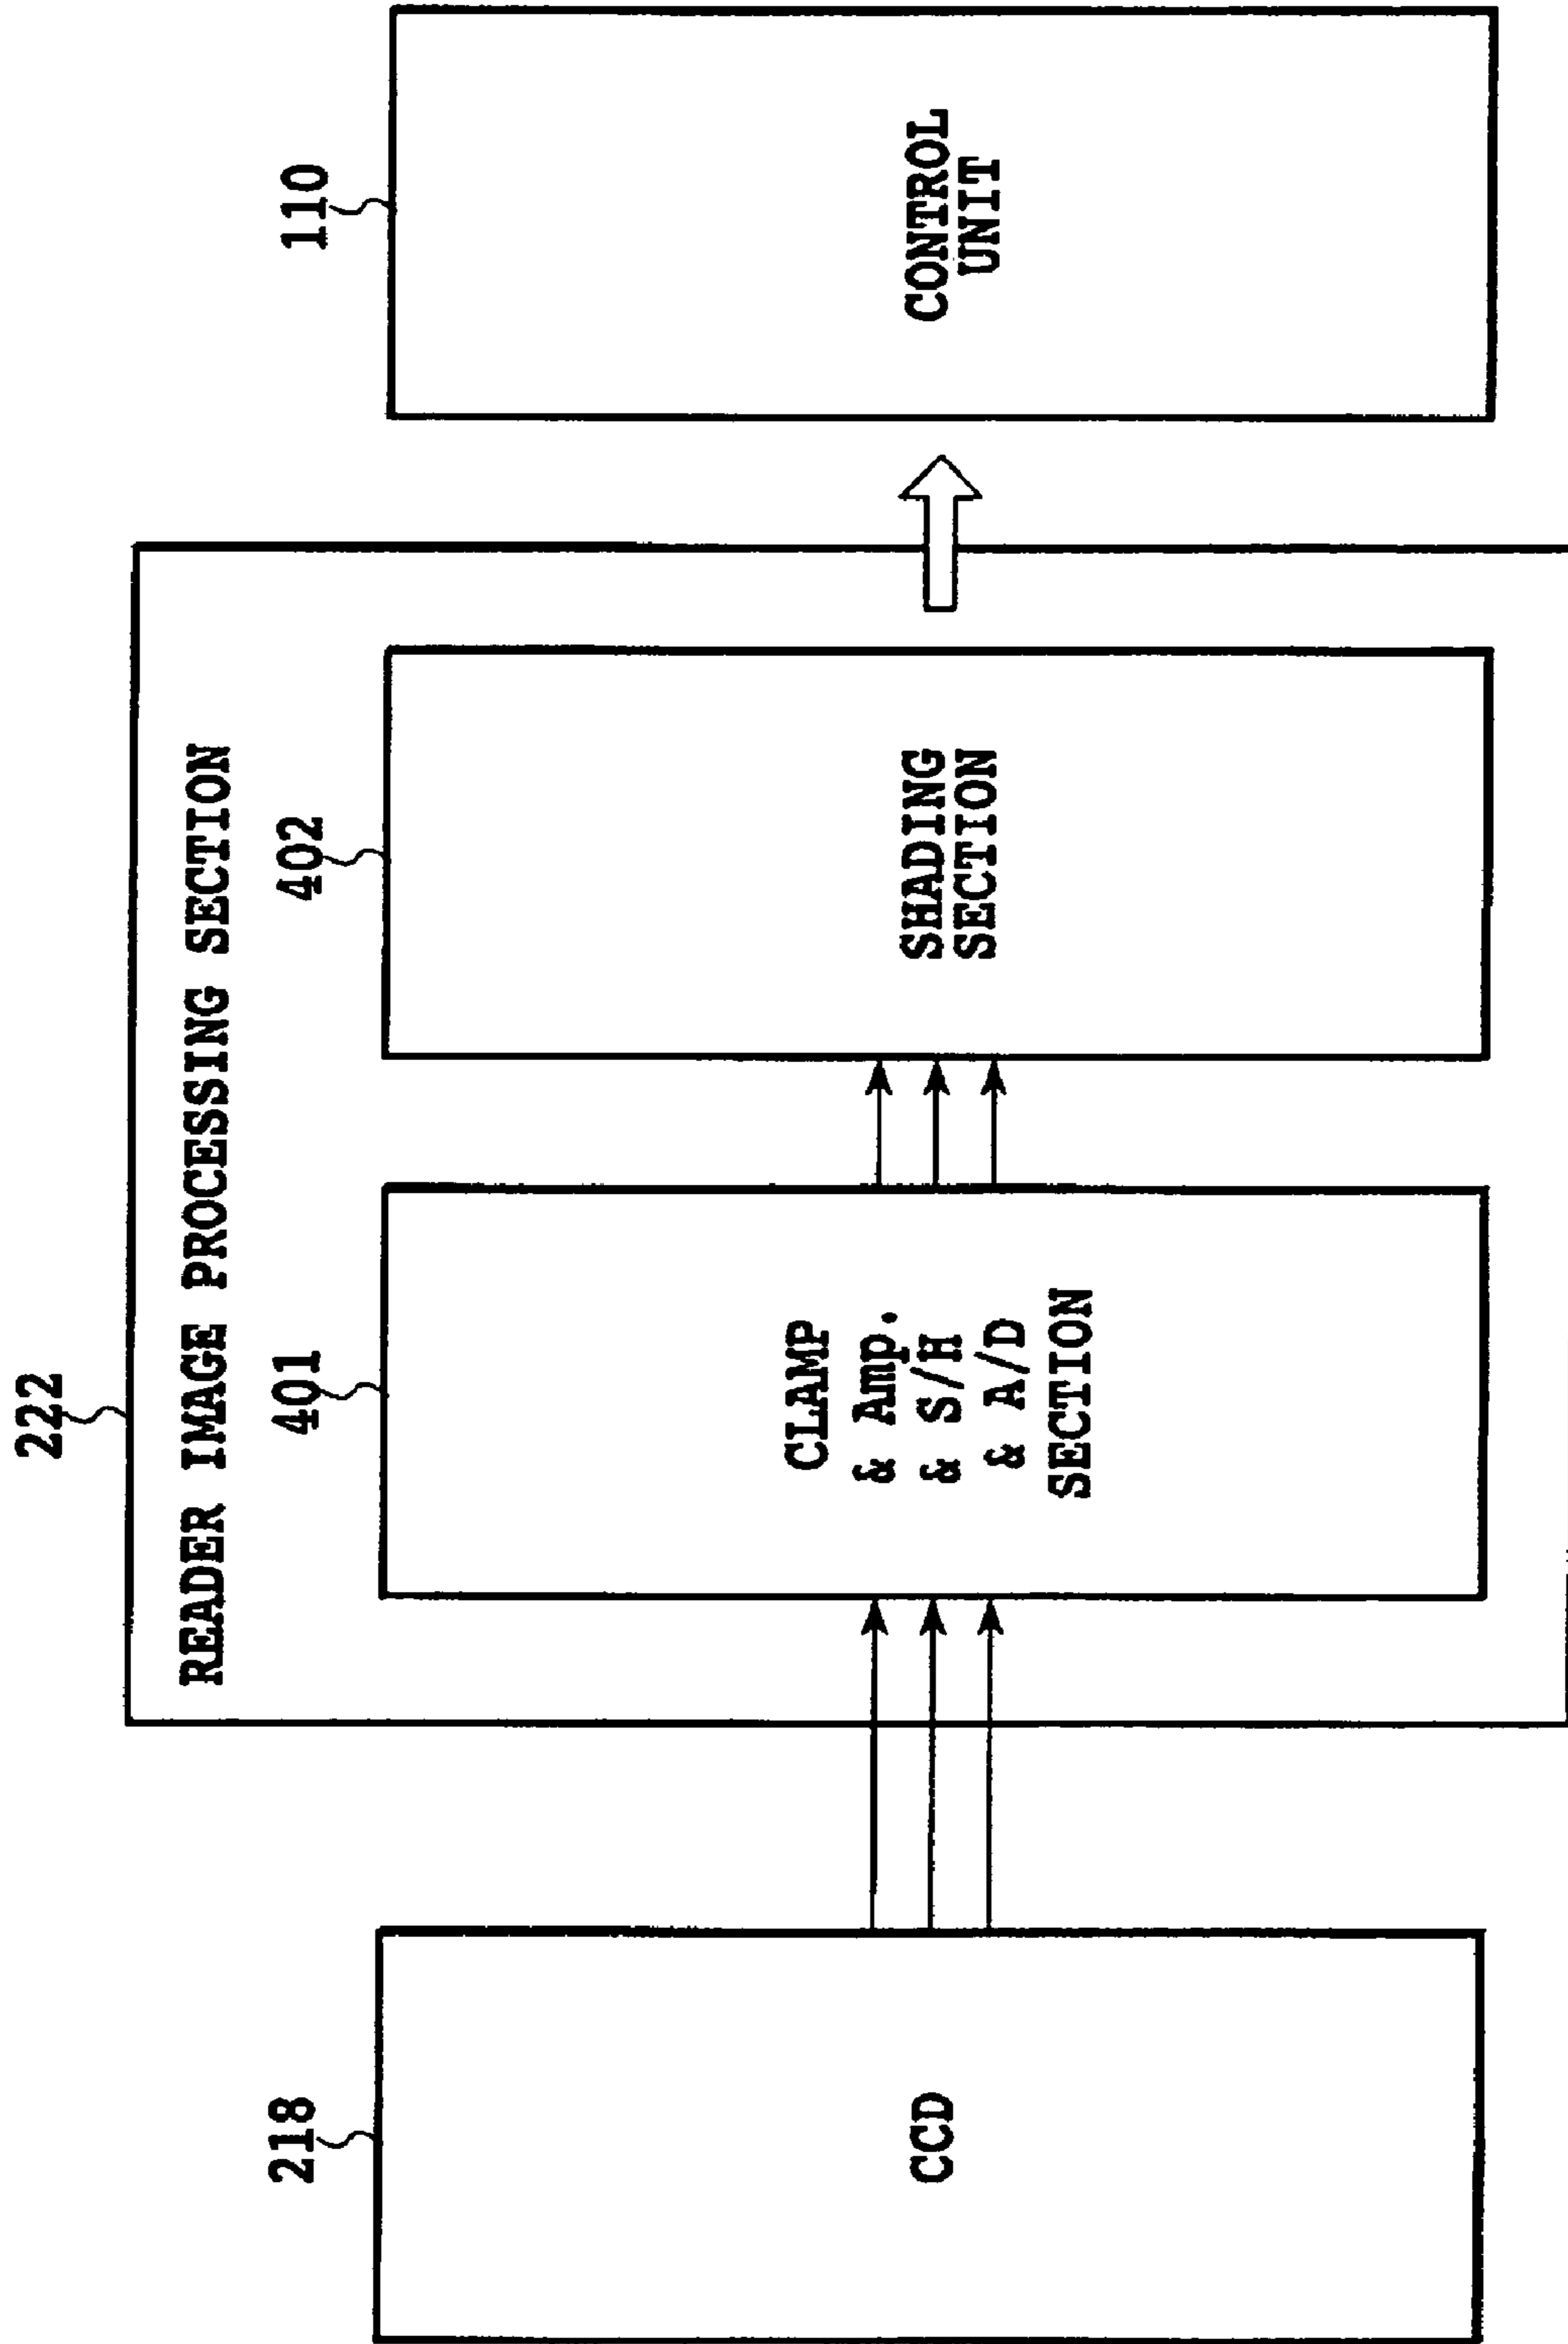 222
READER IMAGE PROCESSING SECTION
218
401
402
110
CCD
CLAMP
& Amp.
& S/H
& A/D
SECTION
SHADING
SECTION
CONTROL
UNIT